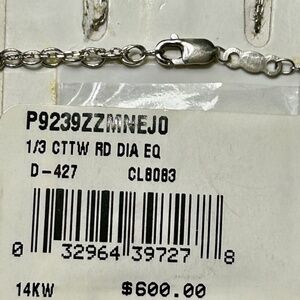 P9239ZZMNEJ0
1/3 CTTW RD DIA EQ
D-427 CL8083
0 32964 39727 8
14KW $600.00